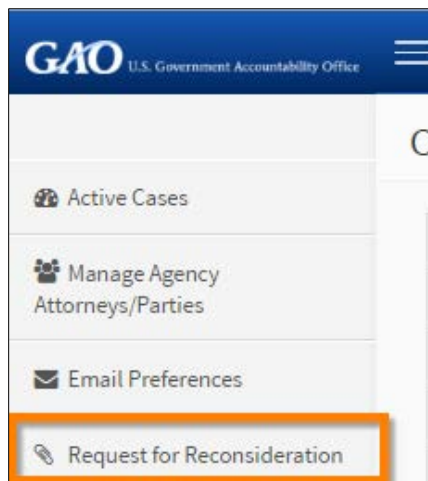 GAO U.S. Government Accountability Office
Active Cases
Manage Agency
Attorneys/Parties
Email Preferences
Request for Reconsideration